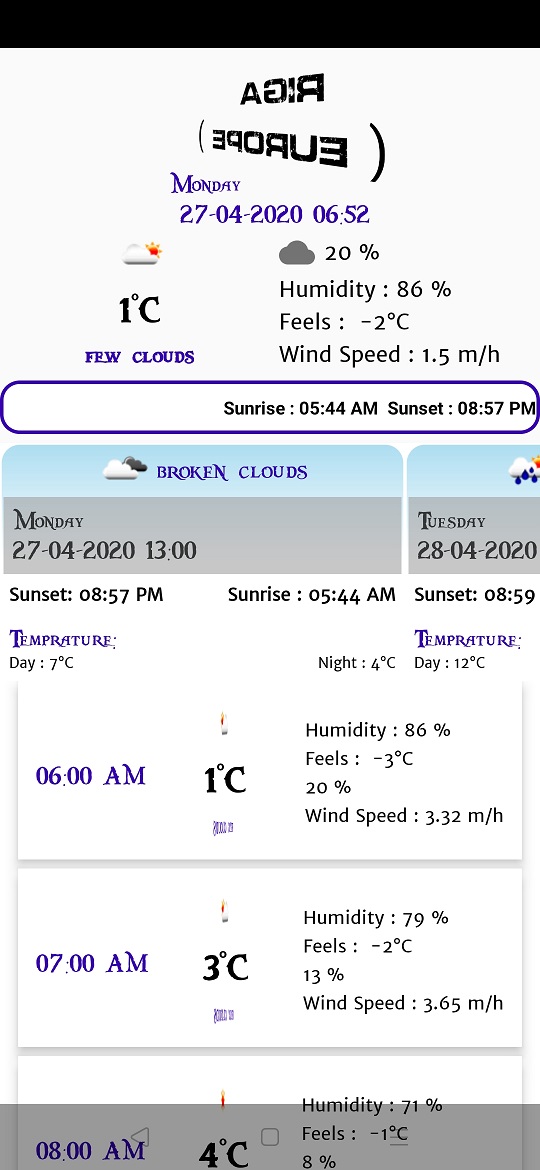 RIGA
(EUROPE)
Monday
27-04-2020 06:52
1°C
FEW CLOUDS
20 %
Humidity : 86 %
Feels : -2°C
Wind Speed : 1.5 m/h
Sunrise : 05:44 AM Sunset : 08:57 PM
BROKEN CLOUDS
Monday
27-04-2020 13:00
Tuesday
28-04-2020
Sunset: 08:57 PM Sunrise : 05:44 AM Sunset: 08:59
Temprature: Temprature:
Day : 7°C Night : 4°C Day : 12°C
06:00 AM
1°C
Humidity : 86 %
Feels : -3°C
20 %
Wind Speed : 3.32 m/h
07:00 AM
3°C
Humidity : 79 %
Feels : -2°C
13 %
Wind Speed : 3.65 m/h
08:00 AM
4°C
Humidity : 71 %
Feels : -1°C
8 %